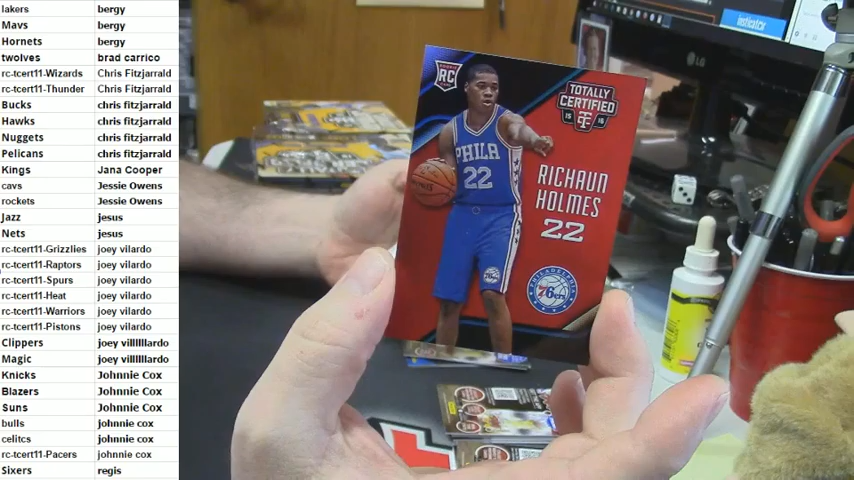 lakers bergy
Mavs bergy
Hornets bergy
twolves brad carrico
rc-tcert11-Wizards Chris Fitzjarrald
rc-tcert11-Thunder Chris Fitzjarrald
Bucks chris fitzjarrald
Hawks chris fitzjarrald
Nuggets chris fitzjarrald
Pelicans chris fitzjarrald
Kings Jana Cooper
cavs Jessie Owens
rockets Jessie Owens
Jazz jesus
Nets jesus
rc-tcert11-Grizzlies joey vilardo
rc-tcert11-Raptors joey vilardo
rc-tcert11-Spurs joey vilardo
rc-tcert11-Heat joey vilardo
rc-tcert11-Warriors joey vilardo
rc-tcert11-Pistons joey vilardo
Clippers joey villllllardo
Magic joey villllllardo
Knicks Johnnie Cox
Blazers Johnnie Cox
Suns Johnnie Cox
bulls johnnie cox
celitcs johnnie cox
rc-tcert11-Pacers johnnie cox
Sixers regis
RC
TOTALLY
CERTIFIED
15 TC 16
PHILA
22
RICHAUN
HOLMES
22
PHILADELPHIA
76ers
LG